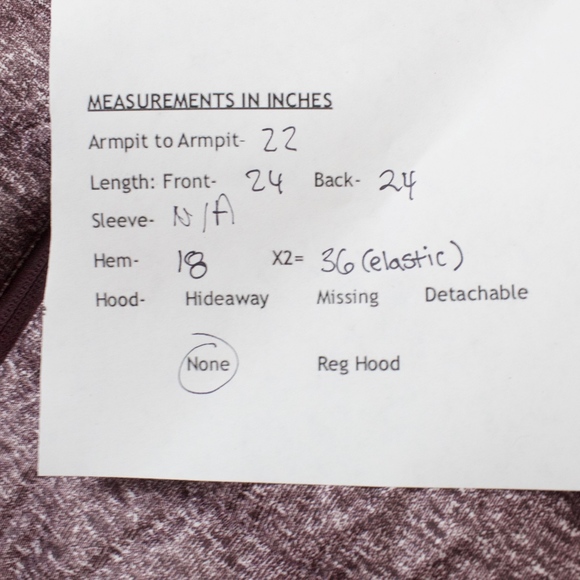 MEASUREMENTS IN INCHES
Armpit to Armpit- 22
Length: Front- 24 Back- 24
Sleeve- N/A
Hem- 18 X2= 36 (elastic)
Hood- Hideaway Missing Detachable
None Reg Hood